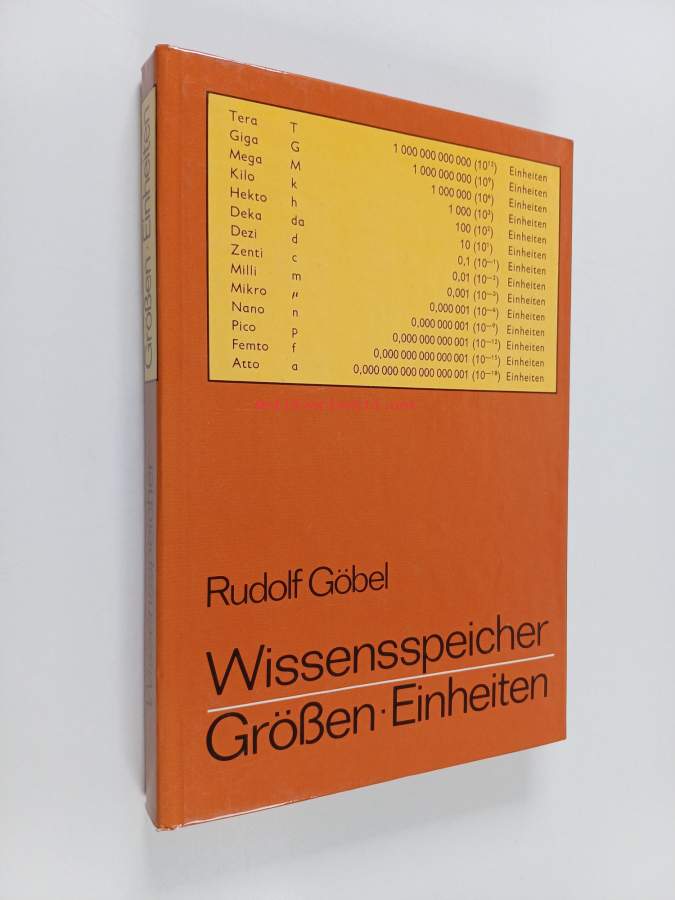 Tera T 1 000 000 000 000 (10¹²) Einheiten
Giga G 1 000 000 000 (10⁹) Einheiten
Mega M 1 000 000 (10⁶) Einheiten
Kilo k 1 000 (10³) Einheiten
Hekto h 100 (10²) Einheiten
Deka da 10 (10¹) Einheiten
Dezi d 0,1 (10⁻¹) Einheiten
Zenti c 0,01 (10⁻²) Einheiten
Milli m 0,001 (10⁻³) Einheiten
Mikro µ 0,000 001 (10⁻⁶) Einheiten
Nano n 0,000 000 001 (10⁻⁹) Einheiten
Pico p 0,000 000 000 001 (10⁻¹²) Einheiten
Femto f 0,000 000 000 000 001 (10⁻¹⁵) Einheiten
Atto a 0,000 000 000 000 000 001 (10⁻¹⁸) Einheiten
Rudolf Göbel
Wissensspeicher
Größen · Einheiten
Wissensspeicher
Größen · Einheiten